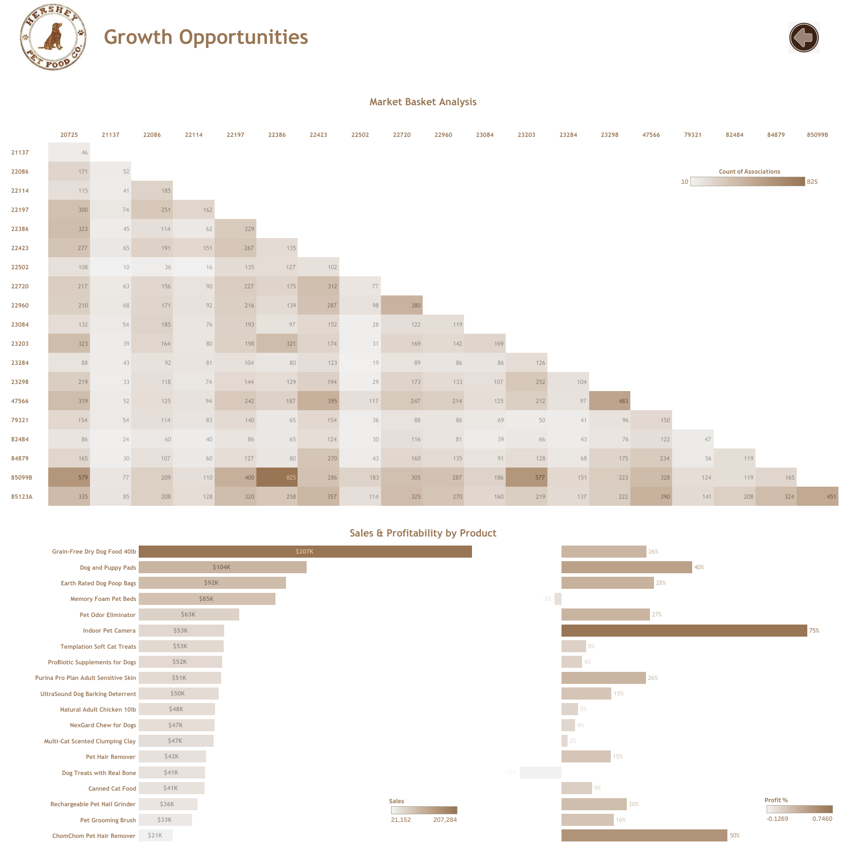 HERSHEY
PET FOOD CO.
Growth Opportunities
Market Basket Analysis
20725 21137 22086 22114 22197 22386 22423 22502 22720 22960 23084 23203 23284 23298 47566 79321 82484 84879 85099B
21137 46
22086 171 52
22114 115 41 185
22197 300 74 251 162
22386 323 45 114 62 229
22423 277 65 191 151 267 135
22502 108 10 36 16 135 127 102
22720 217 63 156 90 227 175 312 77
22960 210 68 171 92 216 139 287 98 380
23084 132 54 185 76 193 97 152 28 122 119
23203 323 39 164 80 198 321 174 31 169 142 169
23284 88 43 92 81 104 80 123 19 89 86 86 126
23298 219 33 118 74 144 129 194 29 173 133 107 252 104
47566 319 52 125 94 242 187 395 117 247 214 125 212 97 483
79321 154 54 114 83 140 65 154 36 88 86 69 50 41 96 150
82484 86 24 60 40 86 65 124 30 116 81 39 66 43 76 122 47
84879 165 30 107 60 127 80 270 43 160 135 91 128 68 175 234 56 119
85099B 579 77 209 110 400 825 286 183 305 287 186 577 151 223 328 124 119 165
85123A 335 85 208 128 320 258 357 114 325 270 160 219 137 222 390 141 208 324 451
Count of Associations
10 825
Sales & Profitability by Product
Grain-Free Dry Dog Food 40lb $207K 26%
Dog and Puppy Pads $104K 40%
Earth Rated Dog Poop Bags $92K 28%
Memory Foam Pet Beds $85K
Pet Odor Eliminator $63K 27%
Indoor Pet Camera $53K 75%
Templation Soft Cat Treats $53K 8%
ProBiotic Supplements for Dogs $52K 6%
Purina Pro Plan Adult Sensitive Skin $51K 26%
UltraSound Dog Barking Deterrent $50K 15%
Natural Adult Chicken 10lb $48K
NexGard Chew for Dogs $47K 4%
Multi-Cat Scented Clumping Clay $47K
Pet Hair Remover $43K 15%
Dog Treats with Real Bone $41K
Canned Cat Food $41K 9%
Rechargeable Pet Nail Grinder $36K 20%
Pet Grooming Brush $33K 16%
ChomChom Pet Hair Remover $21K 50%
Sales
21,152 207,284
Profit %
-0.1269 0.7460